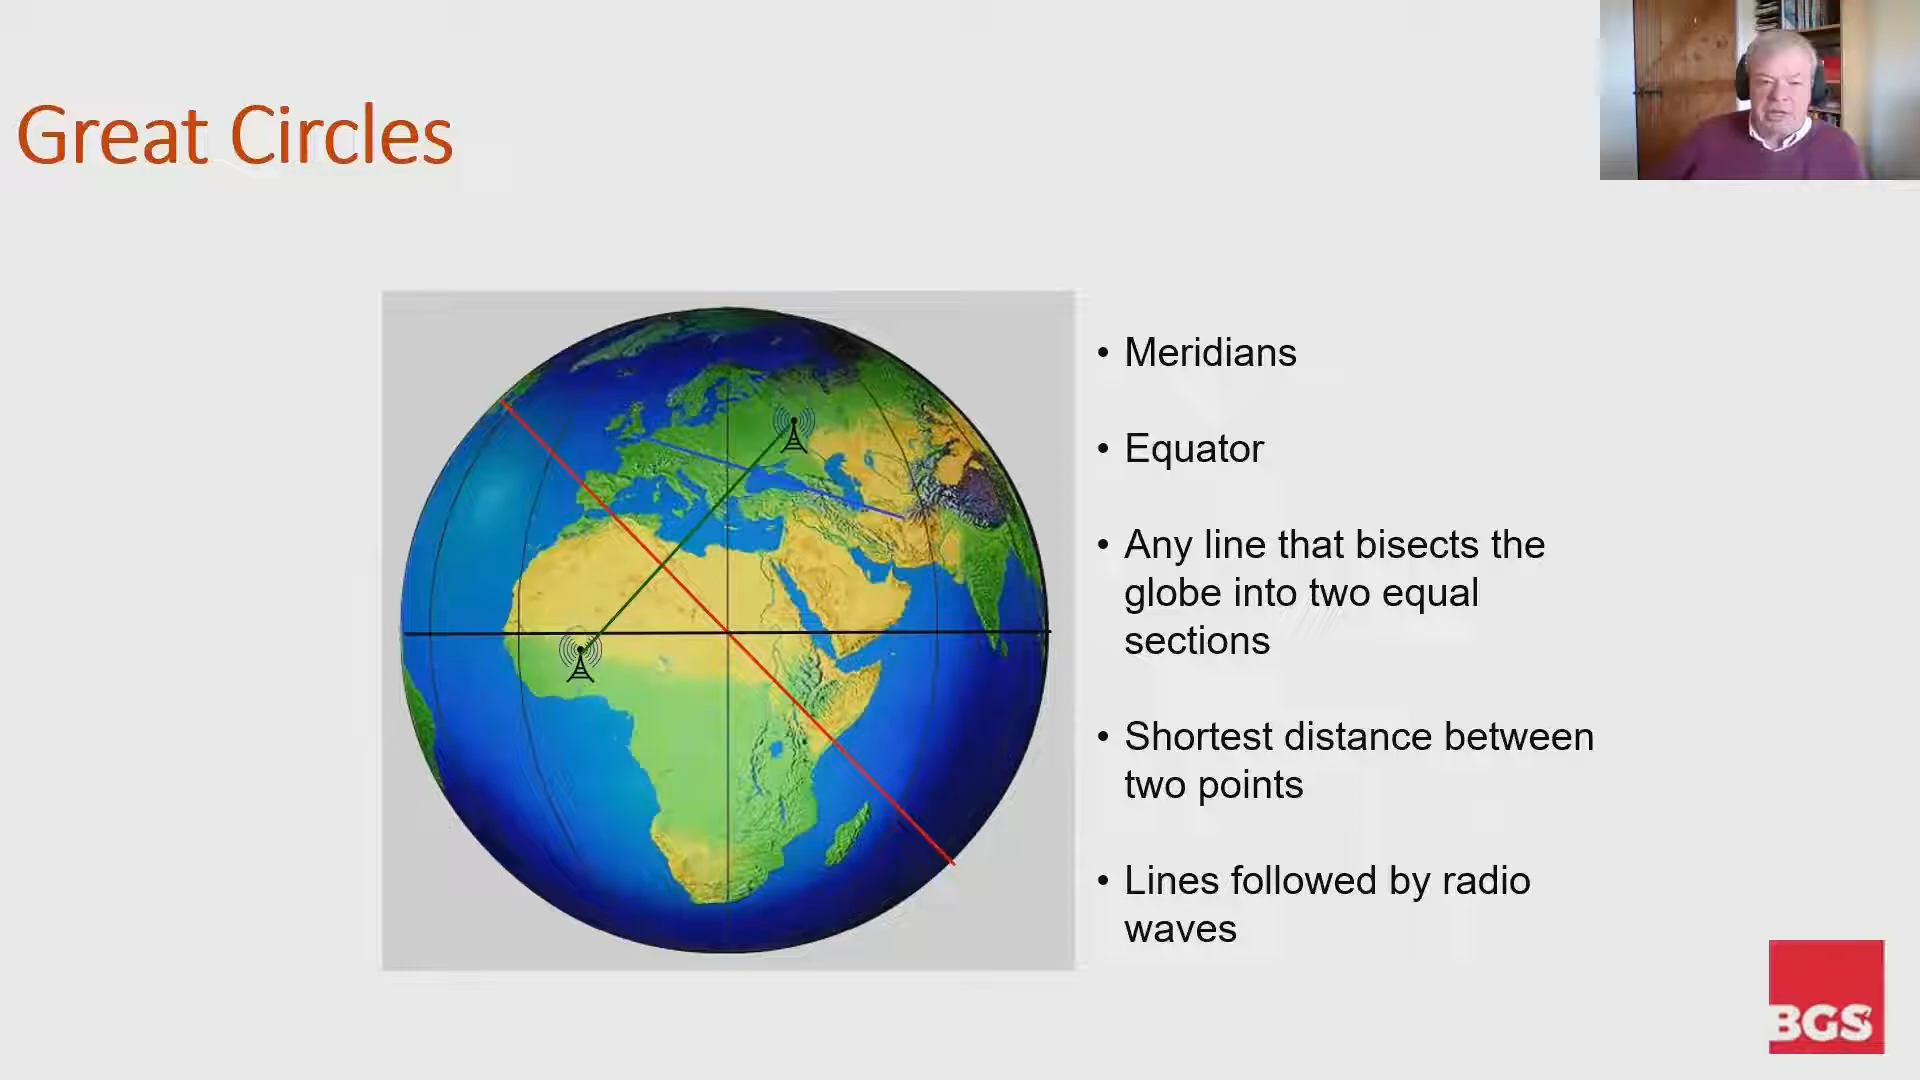 Great Circles
• Meridians
• Equator
• Any line that bisects the
globe into two equal
sections
• Shortest distance between
two points
• Lines followed by radio
waves
BGS